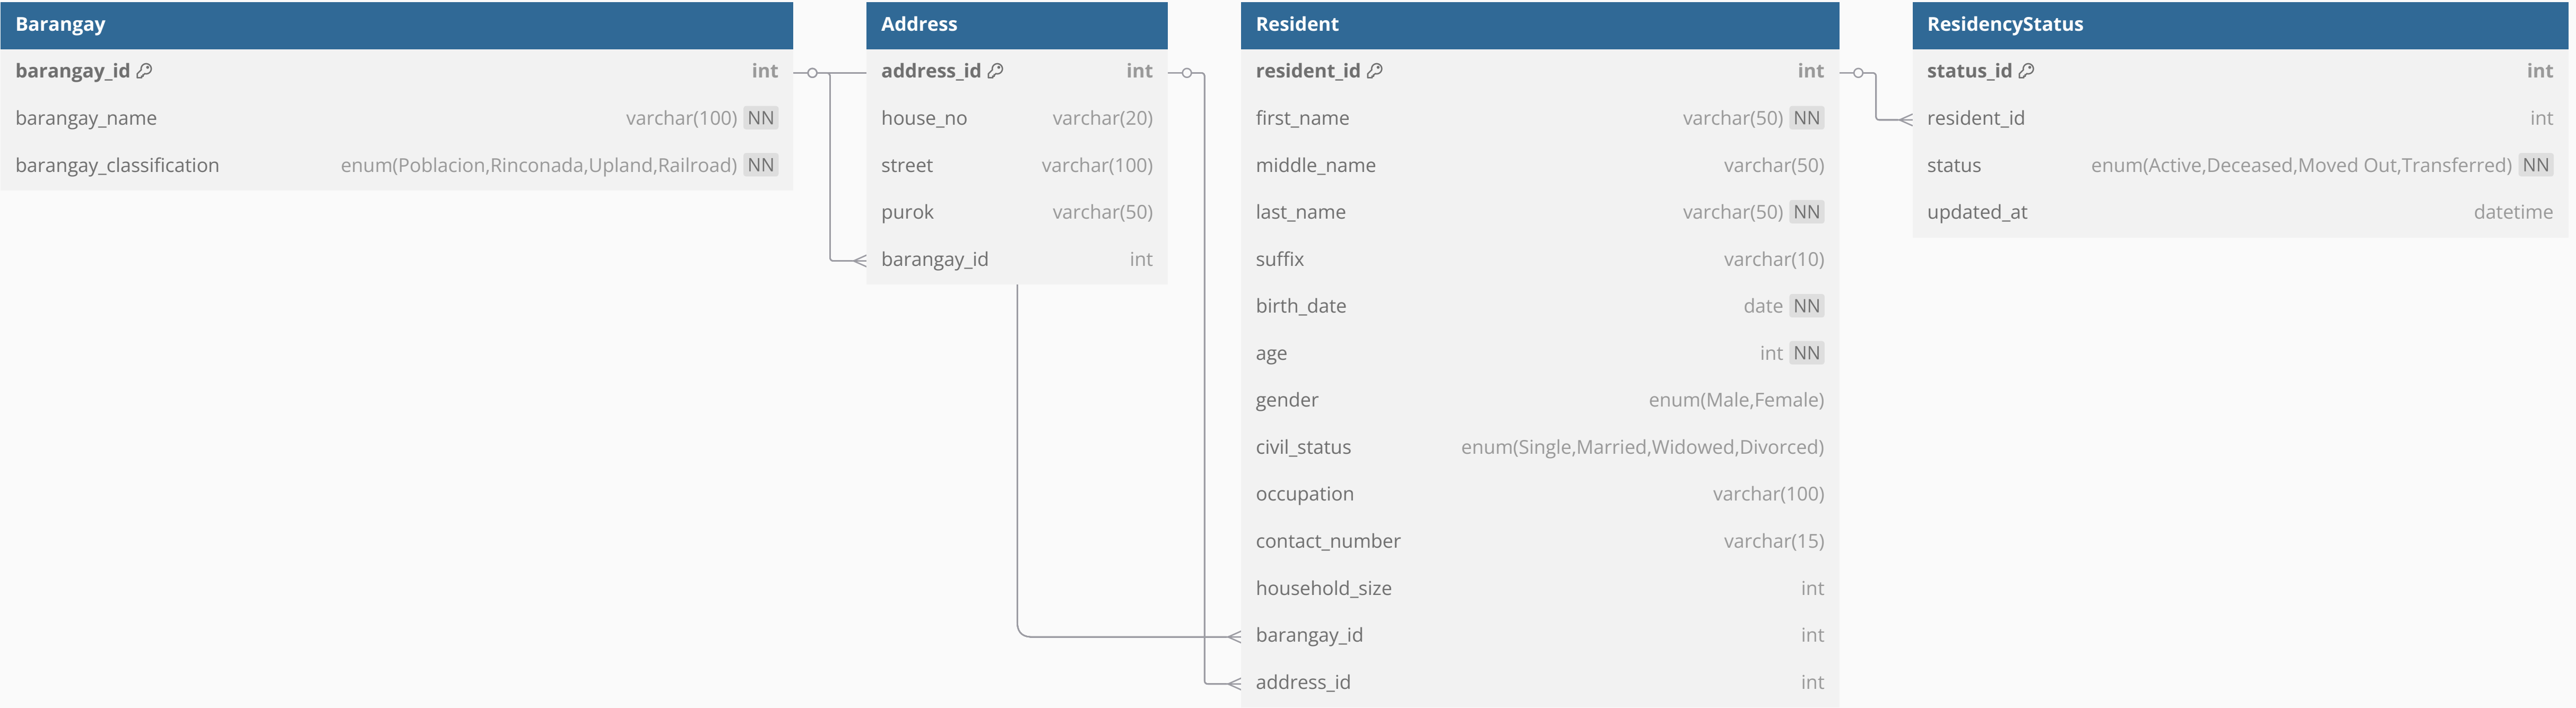 Barangay
barangay_id int
barangay_name varchar(100) NN
barangay_classification enum(Poblacion,Rinconada,Upland,Railroad) NN
Address
address_id int
house_no varchar(20)
street varchar(100)
purok varchar(50)
barangay_id int
Resident
resident_id int
first_name varchar(50) NN
middle_name varchar(50)
last_name varchar(50) NN
suffix varchar(10)
birth_date date NN
age int NN
gender enum(Male,Female)
civil_status enum(Single,Married,Widowed,Divorced)
occupation varchar(100)
contact_number varchar(15)
household_size int
barangay_id int
address_id int
ResidencyStatus
status_id int
resident_id int
status enum(Active,Deceased,Moved Out,Transferred) NN
updated_at datetime